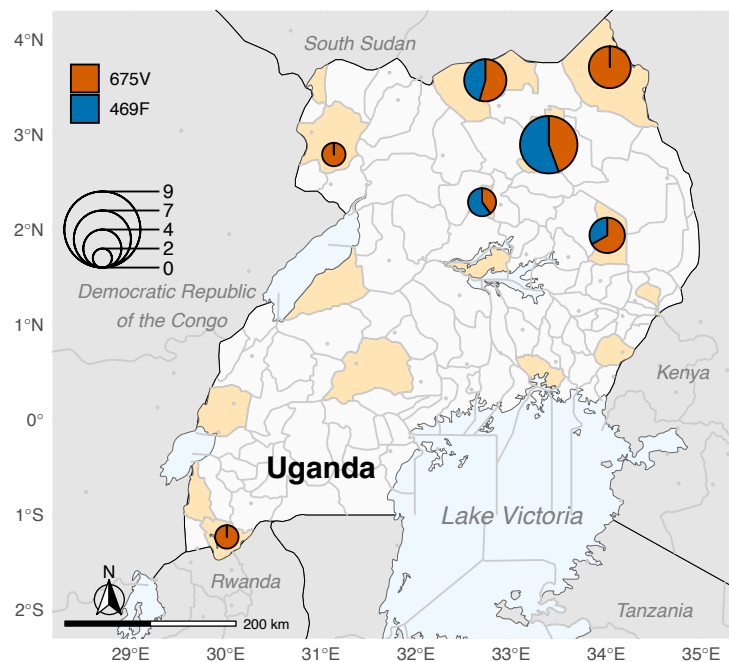 4°N
South Sudan
675V
469F
3°N
9
7
4
2
0
2°N
Democratic Republic
of the Congo
1°N
Kenya
0°
Uganda
1°S
Lake Victoria
N
Rwanda
Tanzania
2°S
200 km
29°E
30°E
31°E
32°E
33°E
34°E
35°E